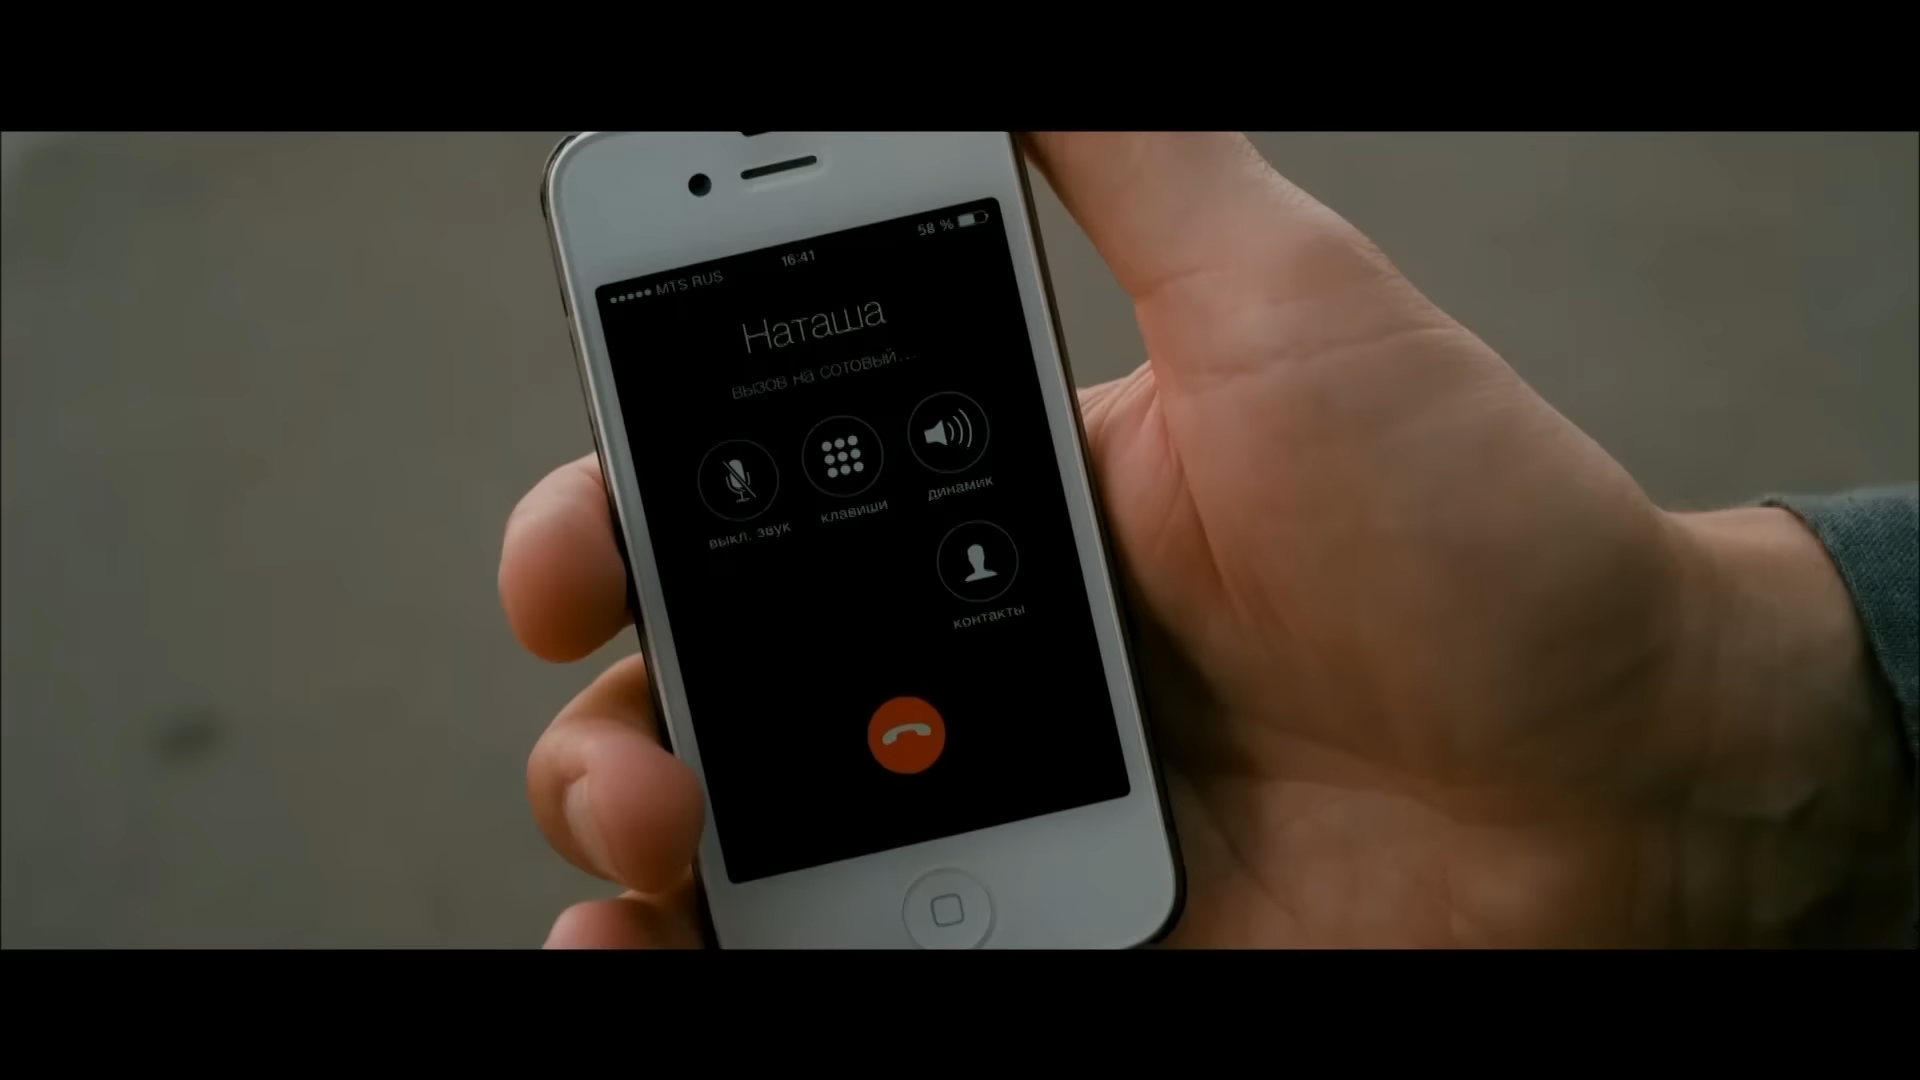 58 %
16:41
MTS RUS
Наташа
вызов на сотовый...
выкл. звук
клавиши
динамик
контакты